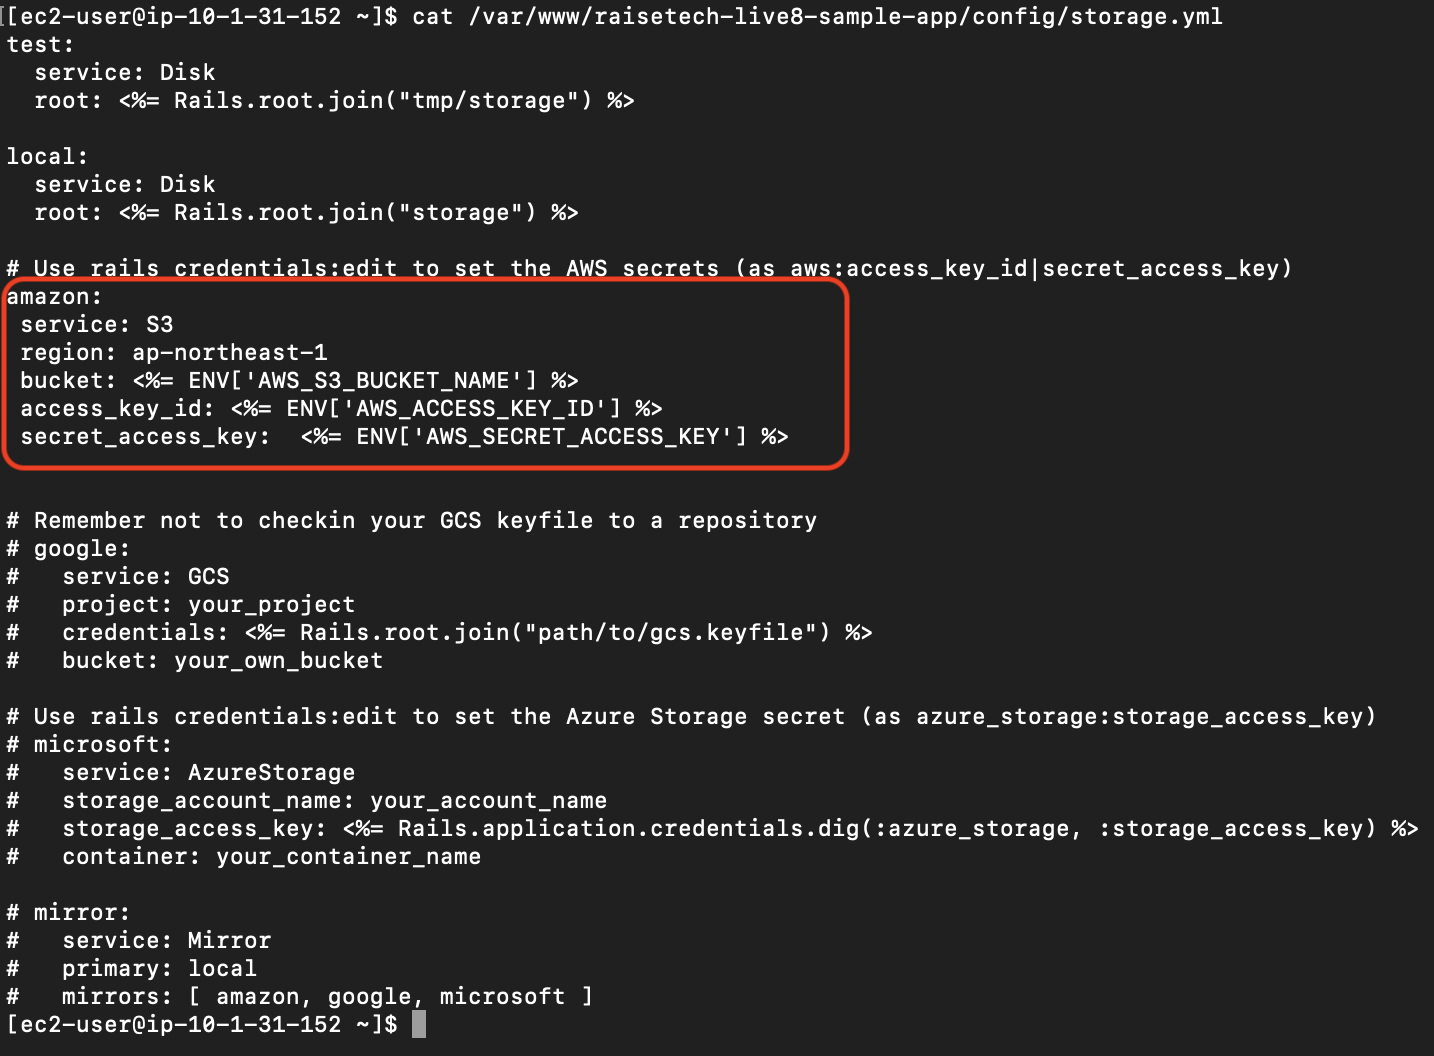 [[ec2-user@ip-10-1-31-152 ~]$ cat /var/www/raisetech-live8-sample-app/config/storage.yml
test:
  service: Disk
  root: <%= Rails.root.join("tmp/storage") %>

local:
  service: Disk
  root: <%= Rails.root.join("storage") %>

# Use rails credentials:edit to set the AWS secrets (as aws:access_key_id|secret_access_key)
amazon:
 service: S3
 region: ap-northeast-1
 bucket: <%= ENV['AWS_S3_BUCKET_NAME'] %>
 access_key_id: <%= ENV['AWS_ACCESS_KEY_ID'] %>
 secret_access_key:  <%= ENV['AWS_SECRET_ACCESS_KEY'] %>


# Remember not to checkin your GCS keyfile to a repository
# google:
#   service: GCS
#   project: your_project
#   credentials: <%= Rails.root.join("path/to/gcs.keyfile") %>
#   bucket: your_own_bucket

# Use rails credentials:edit to set the Azure Storage secret (as azure_storage:storage_access_key)
# microsoft:
#   service: AzureStorage
#   storage_account_name: your_account_name
#   storage_access_key: <%= Rails.application.credentials.dig(:azure_storage, :storage_access_key) %>
#   container: your_container_name

# mirror:
#   service: Mirror
#   primary: local
#   mirrors: [ amazon, google, microsoft ]
[ec2-user@ip-10-1-31-152 ~]$